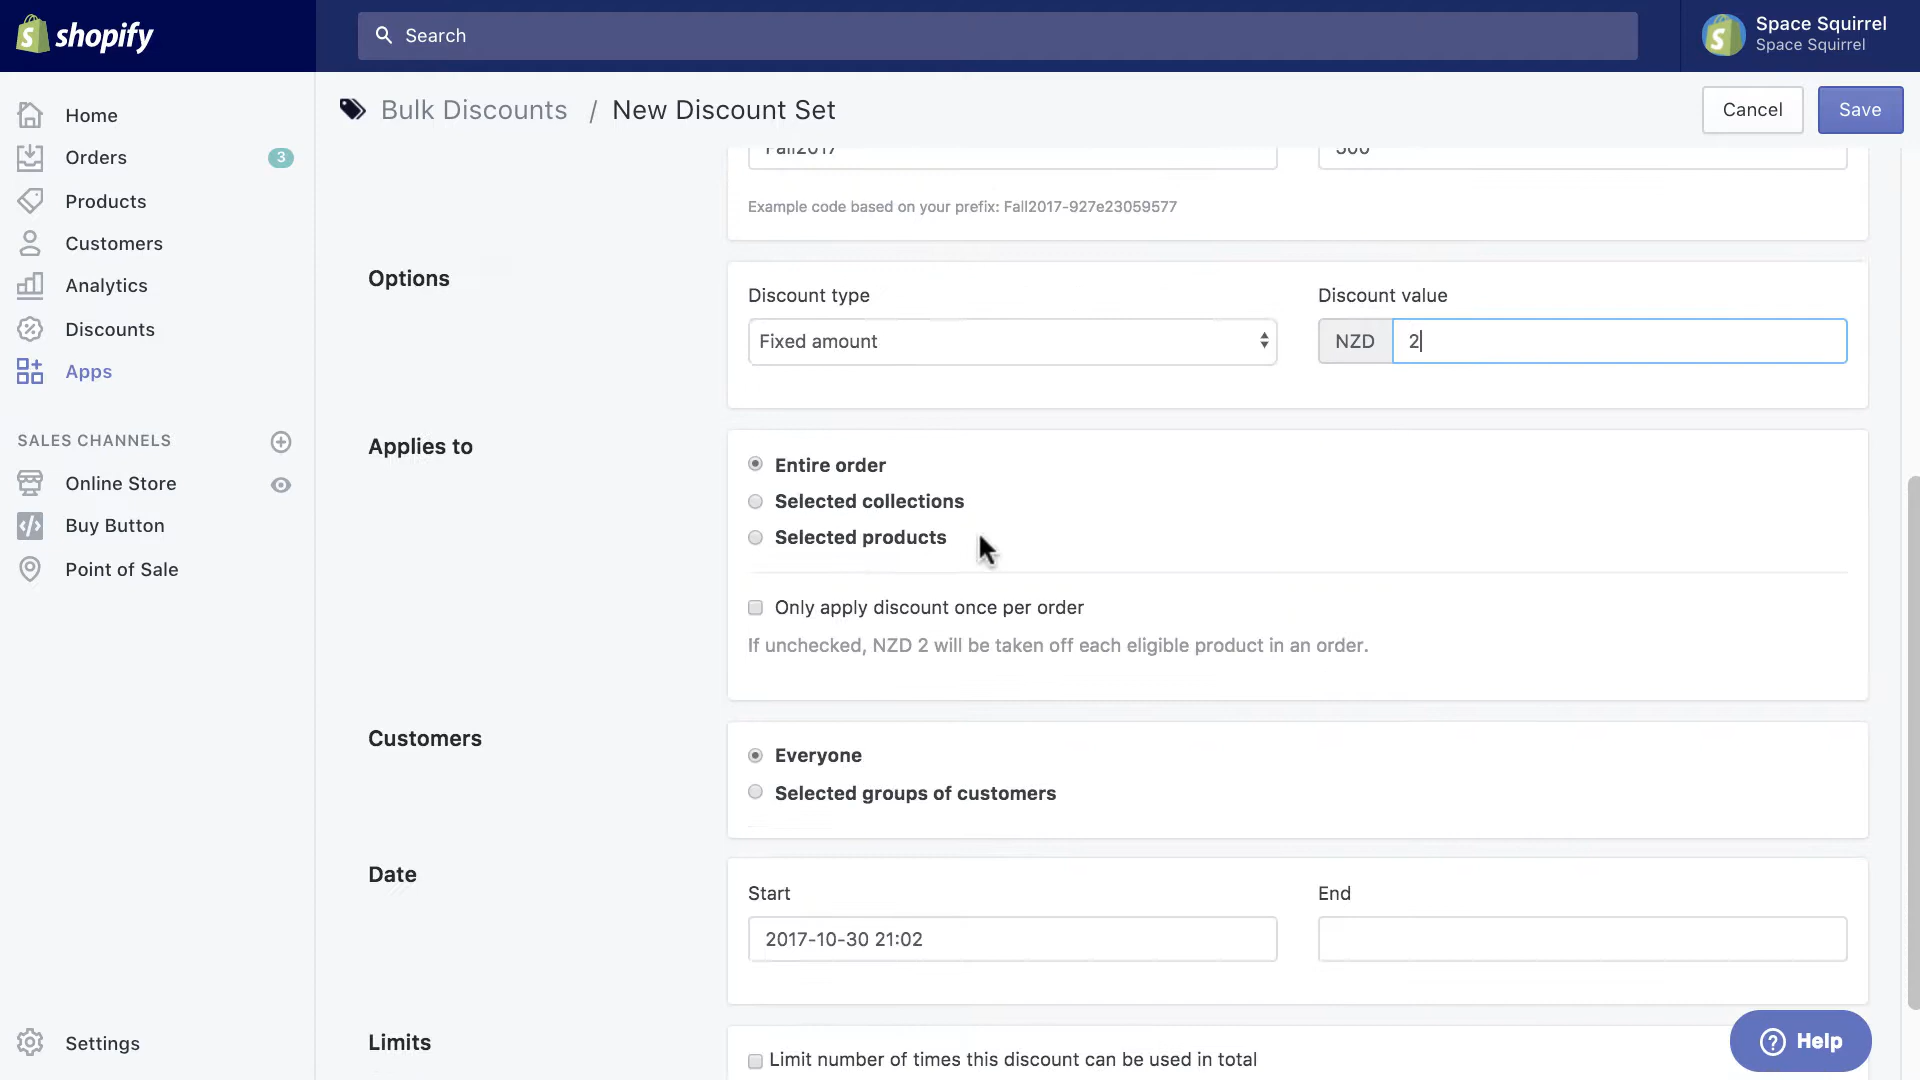 shopify
Search
Space Squirrel
Space Squirrel
Home
Orders
3
Products
Customers
Analytics
Discounts
Apps
SALES CHANNELS
Online Store
Buy Button
Point of Sale
Settings
Bulk Discounts / New Discount Set
Cancel
Save
Fall2017
300
Example code based on your prefix: Fall2017-927e23059577
Options
Discount type
Discount value
Fixed amount
NZD
2
Applies to
Entire order
Selected collections
Selected products
Only apply discount once per order
If unchecked, NZD 2 will be taken off each eligible product in an order.
Customers
Everyone
Selected groups of customers
Date
Start
End
2017-10-30 21:02
Limits
Limit number of times this discount can be used in total
Help